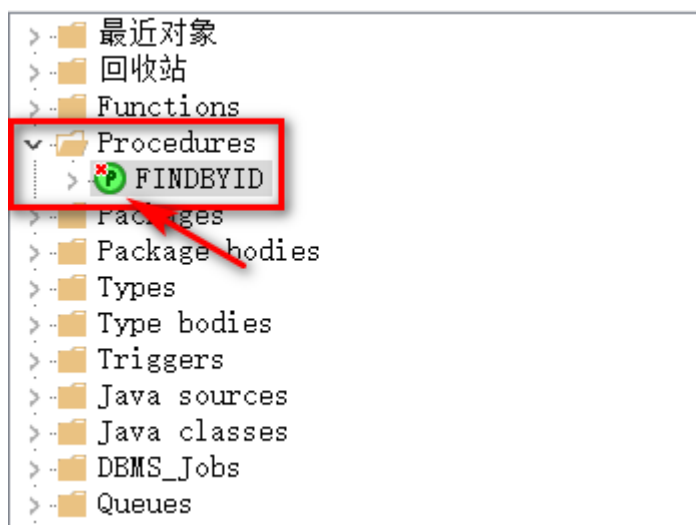 最近对象
回收站
Functions
Procedures
FINDBYID
Packages
Package bodies
Types
Type bodies
Triggers
Java sources
Java classes
DBMS_Jobs
Queues